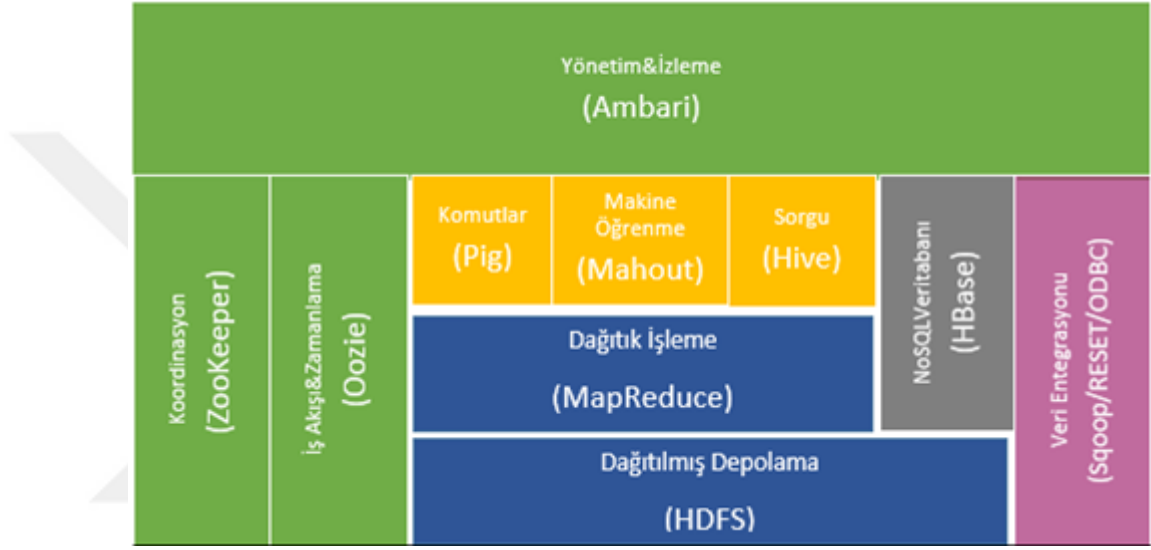 Yönetim&İzleme
(Ambari)
Koordinasyon
(ZooKeeper)
İş Akışı&Zamanlama
(Oozie)
Komutlar
(Pig)
Makine
Öğrenme
(Mahout)
Sorgu
(Hive)
NoSQLVeritabanı
(HBase)
Veri Entegrasyonu
(Sqoop/RESET/ODBC)
Dağıtık İşleme
(MapReduce)
Dağıtılmış Depolama
(HDFS)